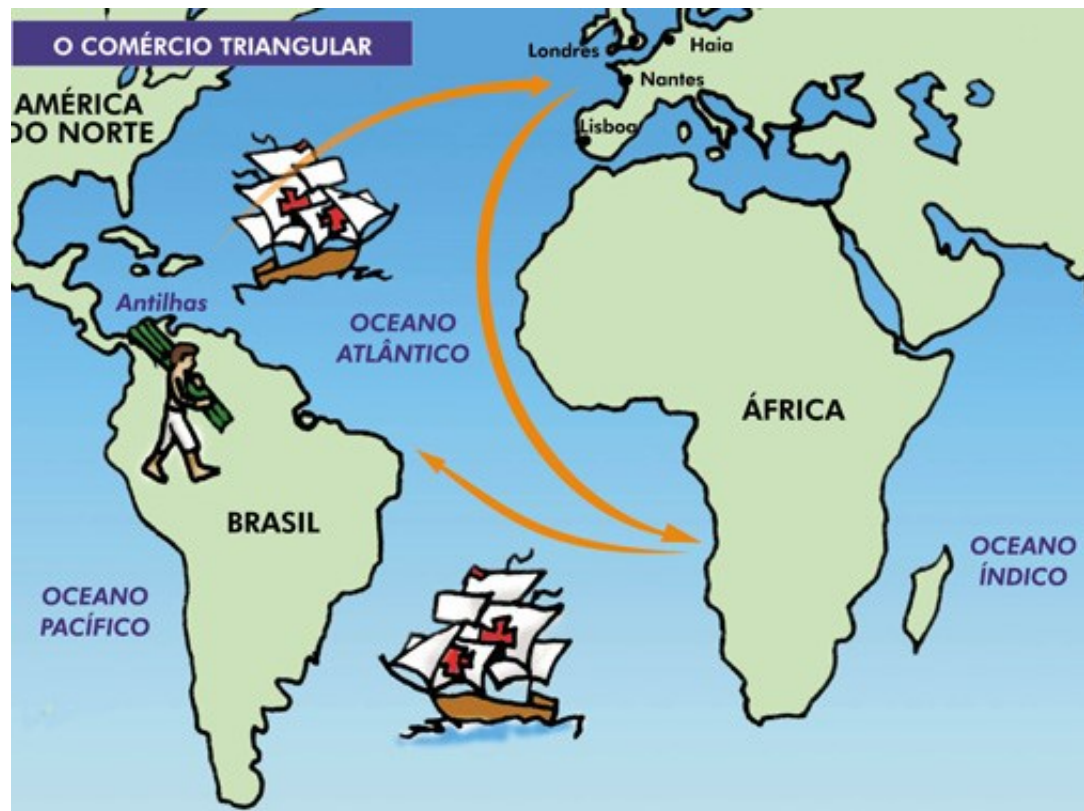 O COMÉRCIO TRIANGULAR
AMÉRICA
DO NORTE
Londres
Haia
Nantes
Lisboa
Antilhas
OCEANO
ATLÂNTICO
ÁFRICA
BRASIL
OCEANO
PACÍFICO
OCEANO
ÍNDICO